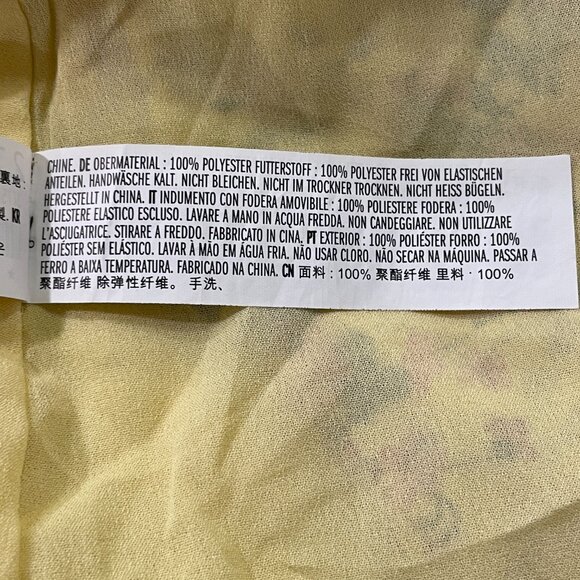 CHINE. DE OBERMATERIAL : 100% POLYESTER FUTTERSTOFF : 100% POLYESTER FREI VON ELASTISCHEN
ANTEILEN. HANDWÄSCHE KALT. NICHT BLEICHEN. NICHT IM TROCKNER TROCKNEN. NICHT HEISS BÜGELN.
HERGESTELLT IN CHINA. IT INDUMENTO CON FODERA AMOVIBILE : 100% POLIESTERE FODERA : 100%
POLIESTERE ELASTICO ESCLUSO. LAVARE A MANO IN ACQUA FREDDA. NON CANDEGGIARE. NON UTILIZZARE
L'ASCIUGATRICE. STIRARE A FREDDO. FABBRICATO IN CINA. PT EXTERIOR : 100% POLIÉSTER FORRO : 100%
POLIÉSTER SEM ELÁSTICO. LAVAR À MÃO EM ÁGUA FRIA. NÃO USAR CLORO. NÃO SECAR NA MÁQUINA. PASSAR A
FERRO A BAIXA TEMPERATURA. FABRICADO NA CHINA. CN 面料 : 100% 聚酯纤维 里料 · 100%
聚酯纤维 除弹性纤维。 手洗、
裏地 :
製. KR
은